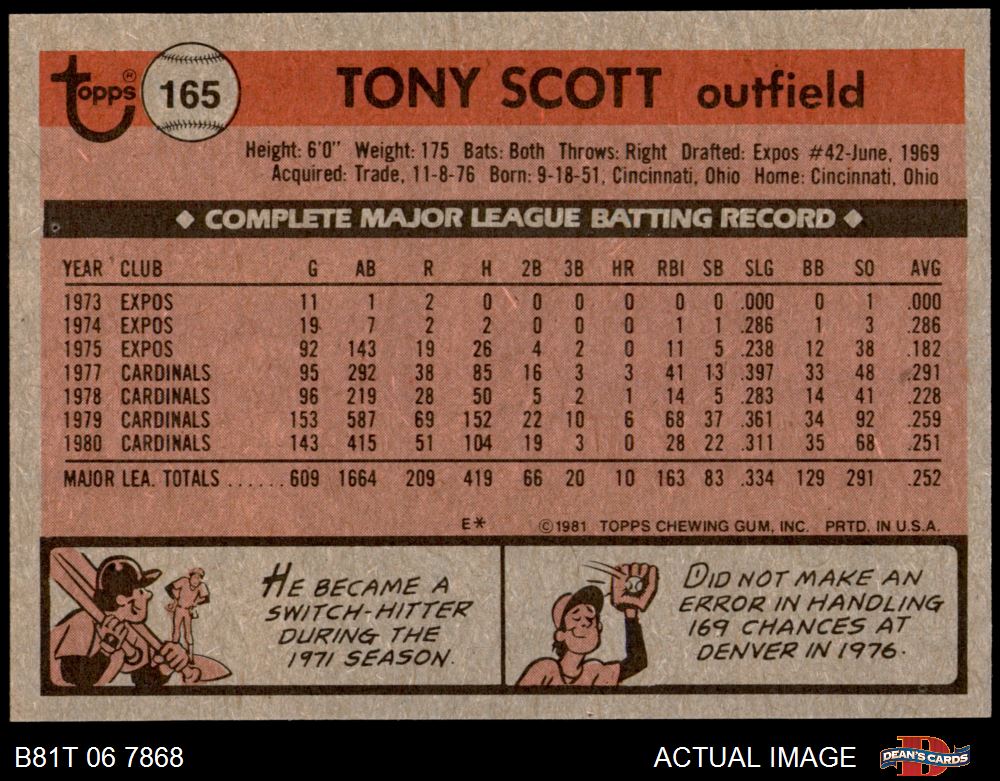 topps® 165 TONY SCOTT outfield
Height: 6'0" Weight: 175 Bats: Both Throws: Right Drafted: Expos #42-June, 1969
Acquired: Trade, 11-8-76 Born: 9-18-51, Cincinnati, Ohio Home: Cincinnati, Ohio
◆ COMPLETE MAJOR LEAGUE BATTING RECORD ◆
YEAR CLUB G AB R H 2B 3B HR RBI SB SLG BB SO AVG
1973 EXPOS 11 1 2 0 0 0 0 0 0 .000 0 1 .000
1974 EXPOS 19 7 2 2 0 0 0 1 1 .286 1 3 .286
1975 EXPOS 92 143 19 26 4 2 0 11 5 .238 12 38 .182
1977 CARDINALS 95 292 38 85 16 3 3 41 13 .397 33 48 .291
1978 CARDINALS 96 219 28 50 5 2 1 14 5 .283 14 41 .228
1979 CARDINALS 153 587 69 152 22 10 6 68 37 .361 34 92 .259
1980 CARDINALS 143 415 51 104 19 3 0 28 22 .311 35 68 .251
MAJOR LEA. TOTALS ...... 609 1664 209 419 66 20 10 163 83 .334 129 291 .252
E* ©1981 TOPPS CHEWING GUM, INC. PRTD. IN U.S.A.
HE BECAME A
SWITCH-HITTER
DURING THE
1971 SEASON.
DID NOT MAKE AN
ERROR IN HANDLING
169 CHANCES AT
DENVER IN 1976.
B81T 06 7868 ACTUAL IMAGE DEAN'S CARDS